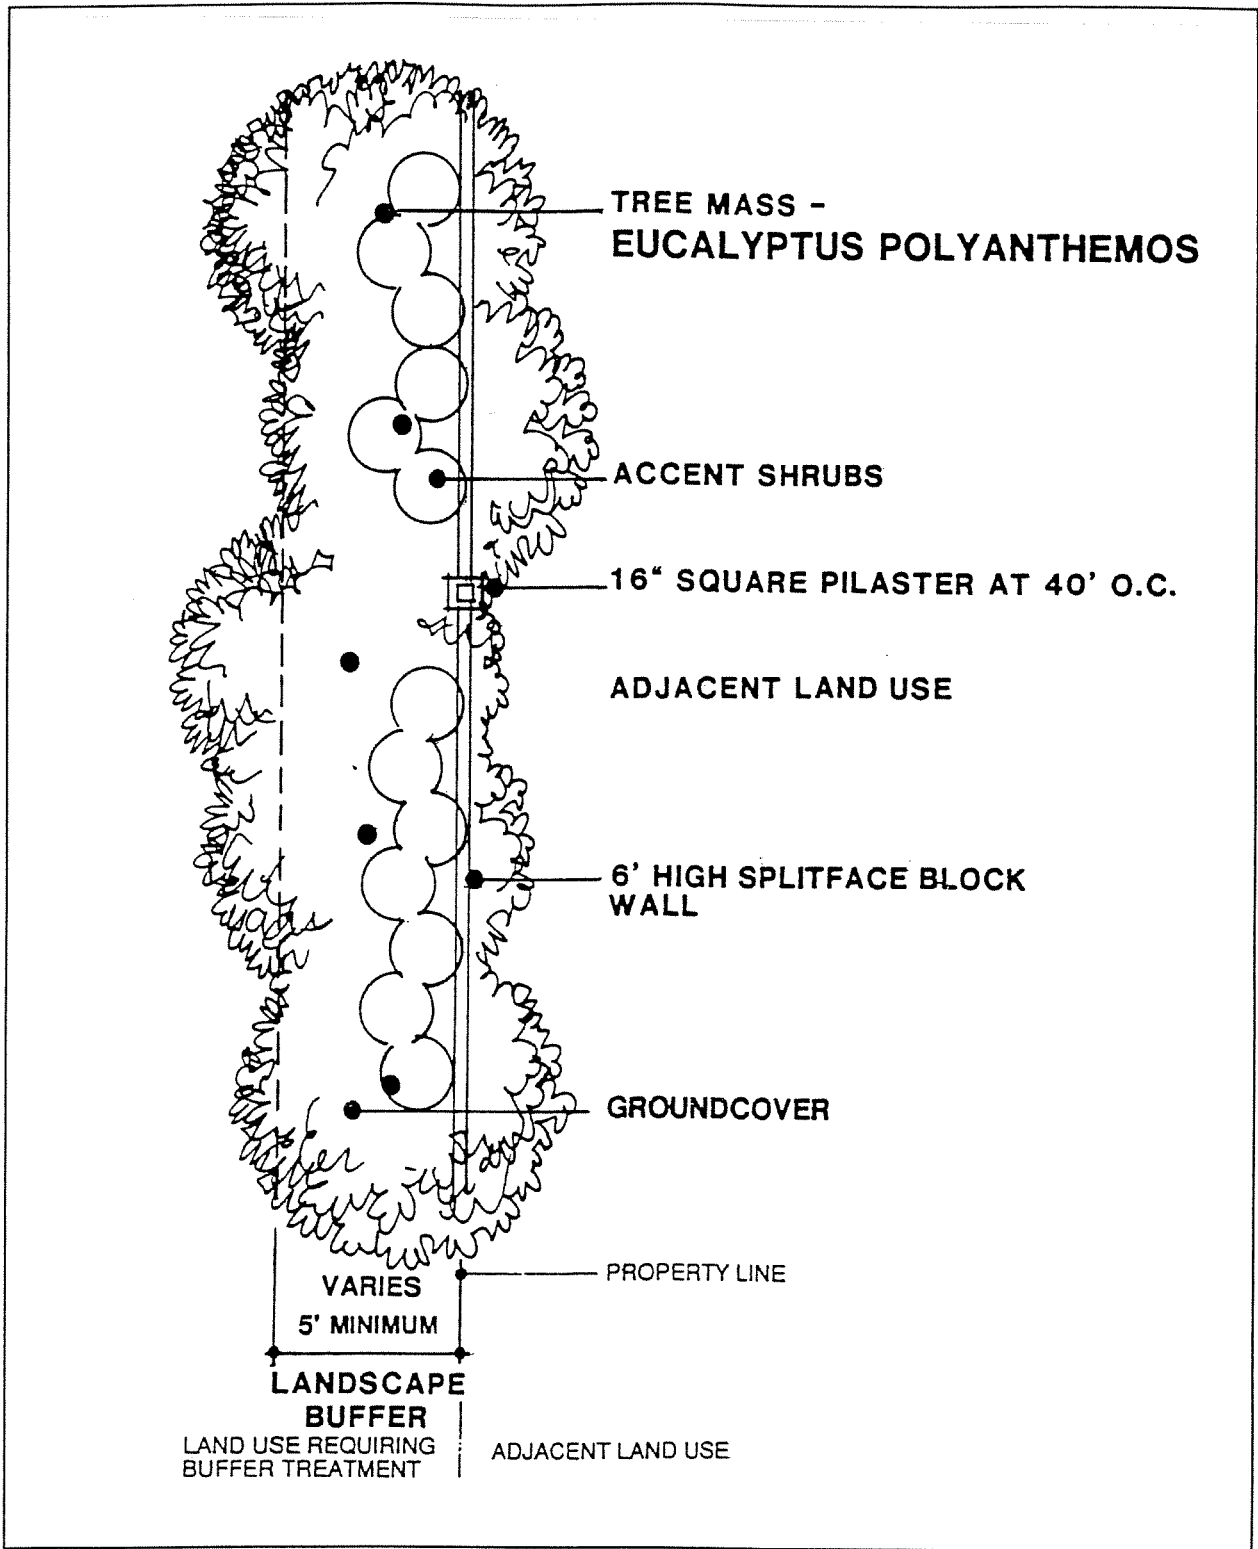 TREE MASS -
EUCALYPTUS POLYANTHEMOS
ACCENT SHRUBS
16" SQUARE PILASTER AT 40' O.C.
ADJACENT LAND USE
6' HIGH SPLITFACE BLOCK
WALL
GROUNDCOVER
PROPERTY LINE
VARIES
5' MINIMUM
LANDSCAPE
BUFFER
LAND USE REQUIRING
BUFFER TREATMENT
ADJACENT LAND USE